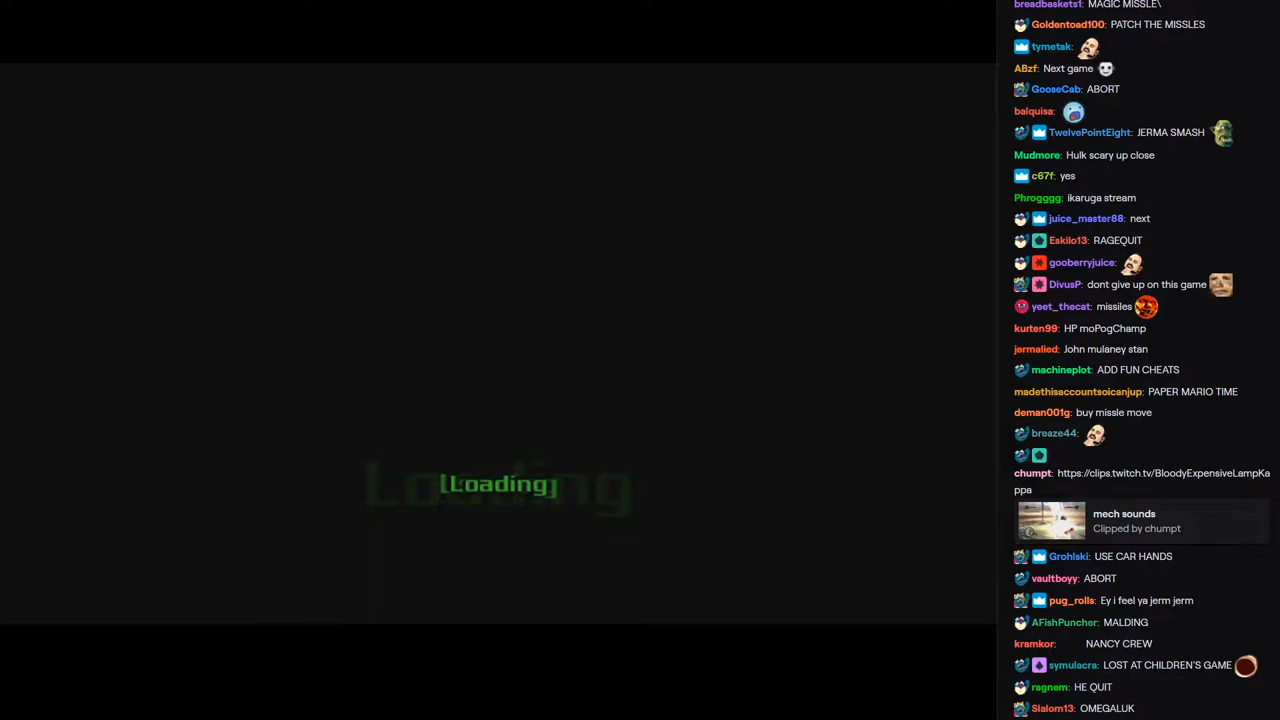 breadbaskets1: MAGIC MISSLE\
Goldentoad100: PATCH THE MISSLES
tymetak:
ABzf: Next game
GooseCab: ABORT
balquisa:
TwelvePointEight: JERMA SMASH
Mudmore: Hulk scary up close
c67f: yes
Phrogggg: ikaruga stream
juice_master88: next
Eskilo13: RAGEQUIT
gooberryjuice:
DivusP: dont give up on this game
yeet_thecat: missiles
kurten99: HP moPogChamp
jermalied: John mulaney stan
machineplot: ADD FUN CHEATS
madethisaccountsoicanjup: PAPER MARIO TIME
deman001g: buy missle move
breaze44:
chumpt: https://clips.twitch.tv/BloodyExpensiveLampKa
ppa
mech sounds
Clipped by chumpt
Grohlski: USE CAR HANDS
vaultboyy: ABORT
pug_rolls: Ey i feel ya jerm jerm
AFishPuncher: MALDING
kramkor: NANCY CREW
symulacra: LOST AT CHILDREN'S GAME
ragnem: HE QUIT
Slalom13: OMEGALUK
Loading
[Loading]